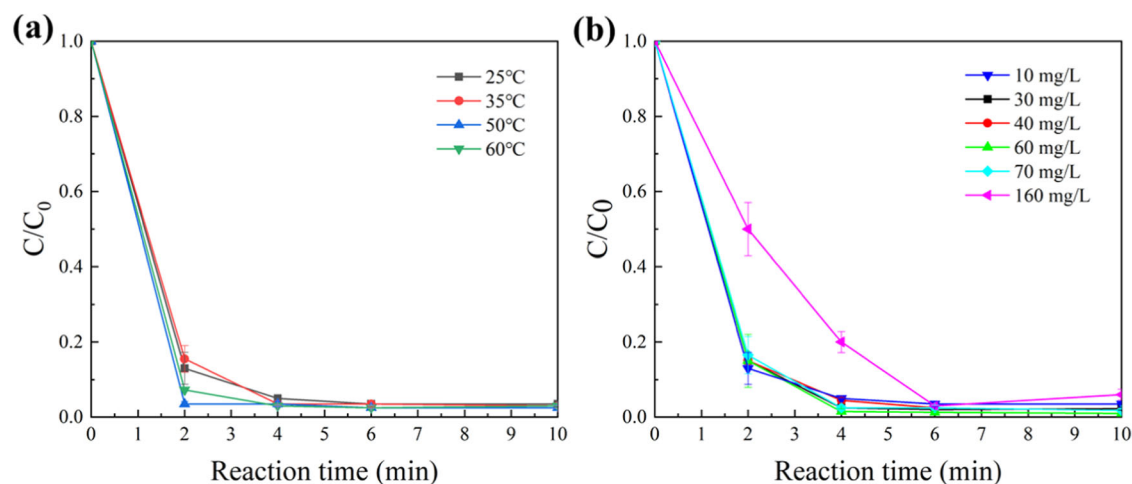 (a)
1.0
0.8
0.6
0.4
0.2
0.0
C/C₀
0 1 2 3 4 5 6 7 8 9 10
Reaction time (min)
25℃
35℃
50℃
60℃
(b)
1.0
0.8
0.6
0.4
0.2
0.0
C/C0
0 1 2 3 4 5 6 7 8 9 10
Reaction time (min)
10 mg/L
30 mg/L
40 mg/L
60 mg/L
70 mg/L
160 mg/L